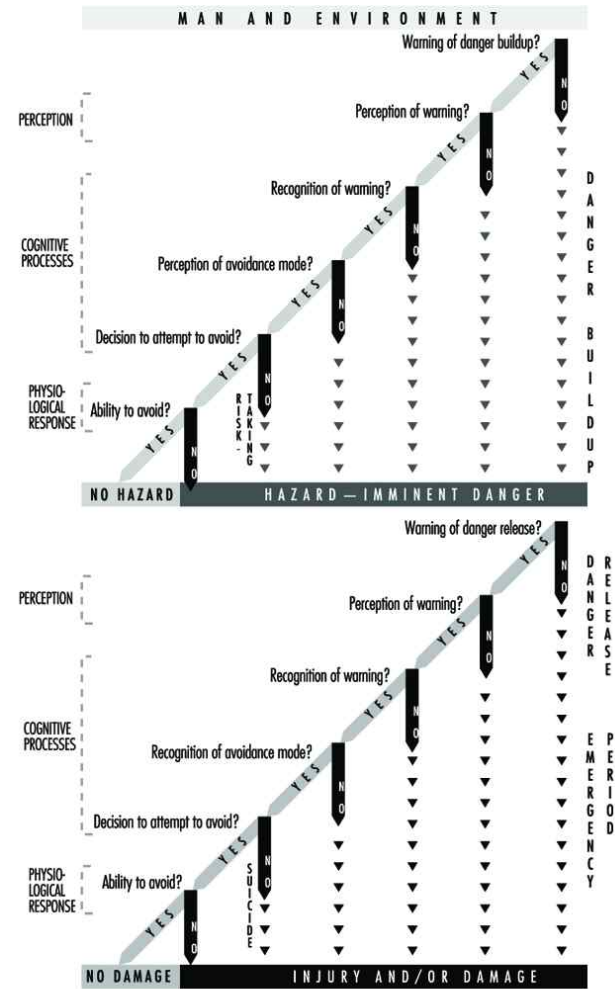 MAN AND ENVIRONMENT
Warning of danger buildup?
YES
NO
PERCEPTION
Perception of warning?
YES
NO
Recognition of warning?
YES
NO
DANGER BUILDUP
COGNITIVE
PROCESSES
Perception of avoidance mode?
YES
NO
Decision to attempt to avoid?
YES
NO
RISK-
TAKING
PHYSIO-
LOGICAL
RESPONSE
Ability to avoid?
YES
NO
NO HAZARD
HAZARD—IMMINENT DANGER
Warning of danger release?
YES
NO
DANGER RELEASE
PERCEPTION
Perception of warning?
YES
NO
Recognition of warning?
YES
NO
COGNITIVE
PROCESSES
Recognition of avoidance mode?
YES
NO
EMERGENCY PERIOD
Decision to attempt to avoid?
YES
NO
SUICIDE
PHYSIO-
LOGICAL
RESPONSE
Ability to avoid?
YES
NO
NO DAMAGE
INJURY AND/OR DAMAGE